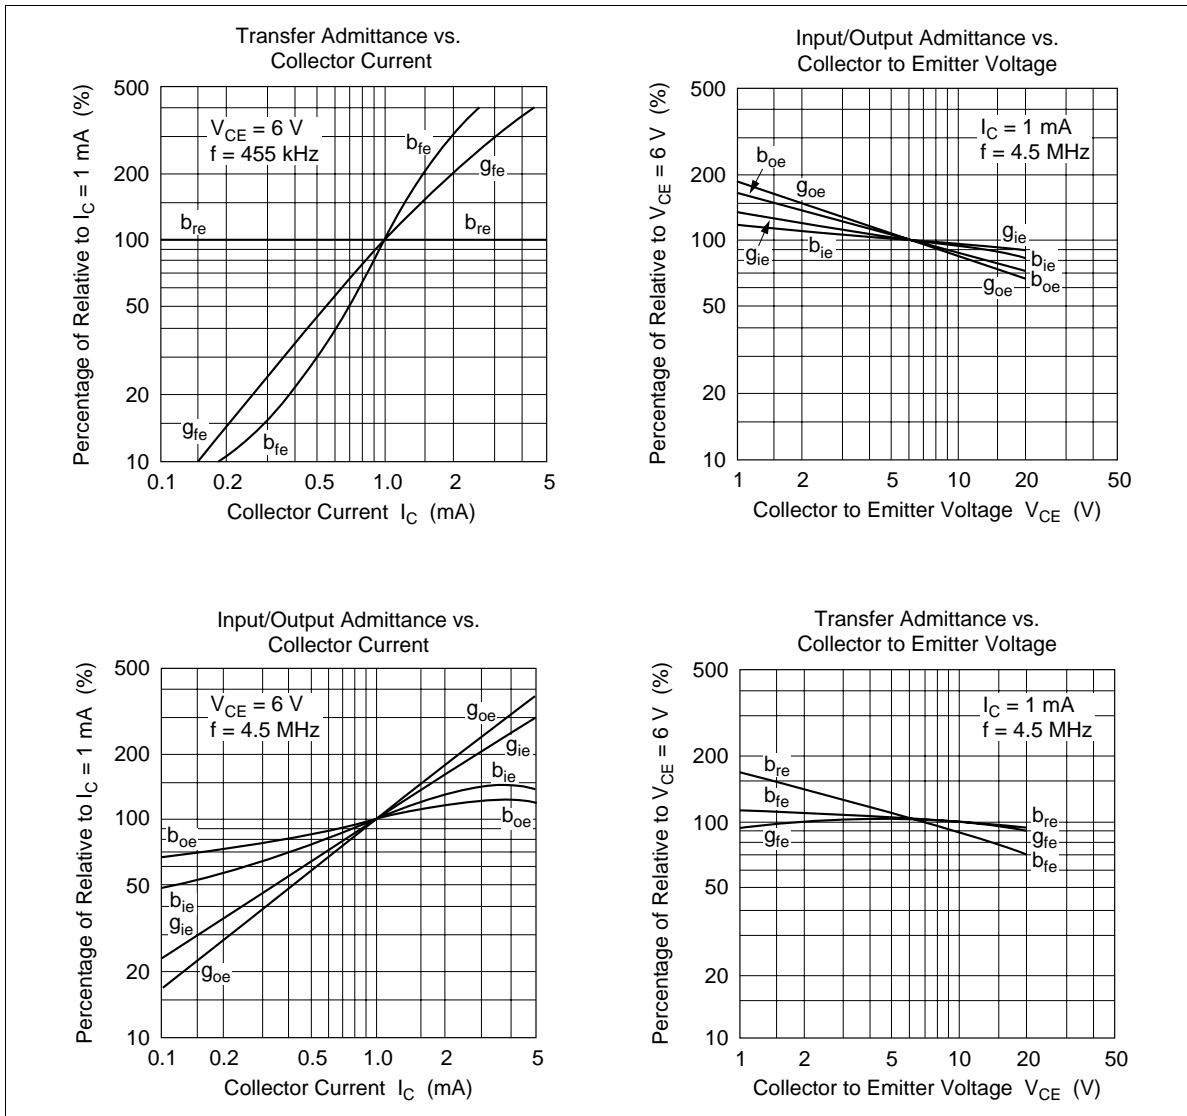 Transfer Admittance vs.
Collector Current
Percentage of Relative to I_C = 1 mA (%)
500
200
100
50
20
10
V_CE = 6 V
f = 455 kHz
b_fe
g_fe
b_re
b_re
g_fe
b_fe
0.1
0.2
0.5
1.0
2
5
Collector Current I_C (mA)
Input/Output Admittance vs.
Collector to Emitter Voltage
Percentage of Relative to V_CE = 6 V (%)
500
200
100
50
20
10
I_C = 1 mA
f = 4.5 MHz
b_oe
g_oe
g_ie
b_ie
g_ie
b_ie
b_oe
g_oe
1
2
5
10
20
50
Collector to Emitter Voltage V_CE (V)
Input/Output Admittance vs.
Collector Current
Percentage of Relative to I_C = 1 mA (%)
500
200
100
50
20
10
V_CE = 6 V
f = 4.5 MHz
g_oe
g_ie
b_ie
b_oe
b_oe
b_ie
g_ie
g_oe
0.1
0.2
0.5
1.0
2
5
Collector Current I_C (mA)
Transfer Admittance vs.
Collector to Emitter Voltage
Percentage of Relative to V_CE = 6 V (%)
500
200
100
50
20
10
I_C = 1 mA
f = 4.5 MHz
b_re
b_fe
g_fe
b_re
g_fe
b_fe
1
2
5
10
20
50
Collector to Emitter Voltage V_CE (V)